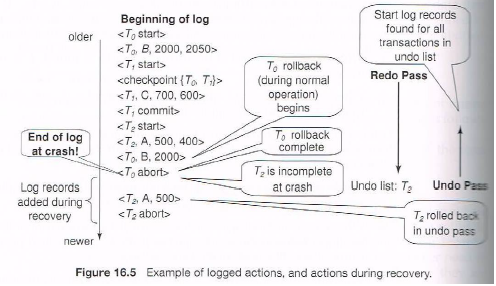 Beginning of log
older
<T0 start>
<T0, B, 2000, 2050>
<T1 start>
<checkpoint {T0, T1}>
<T1, C, 700, 600>
<T1 commit>
<T2 start>
<T2, A, 500, 400>
<T0, B, 2000>
<T0 abort>
<T2, A, 500>
<T2 abort>
newer
End of log
at crash!
Log records
added during
recovery
T0 rollback
(during normal
operation)
begins
T0 rollback
complete
T2 is incomplete
at crash
Start log records
found for all
transactions in
undo list
Redo Pass
Undo list: T2
Undo Pass
T2 rolled back
in undo pass
Figure 16.5 Example of logged actions, and actions during recovery.